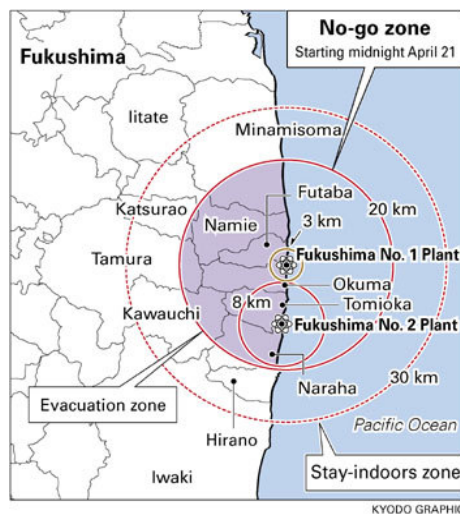 Fukushima
No-go zone
Starting midnight April 21
Iitate
Minamisoma
Futaba
Katsurao
3 km
20 km
Namie
Fukushima No. 1 Plant
Tamura
Okuma
8 km
Tomioka
Kawauchi
Fukushima No. 2 Plant
Naraha
30 km
Evacuation zone
Pacific Ocean
Hirano
Stay-indoors zone
Iwaki
KYODO GRAPHIC